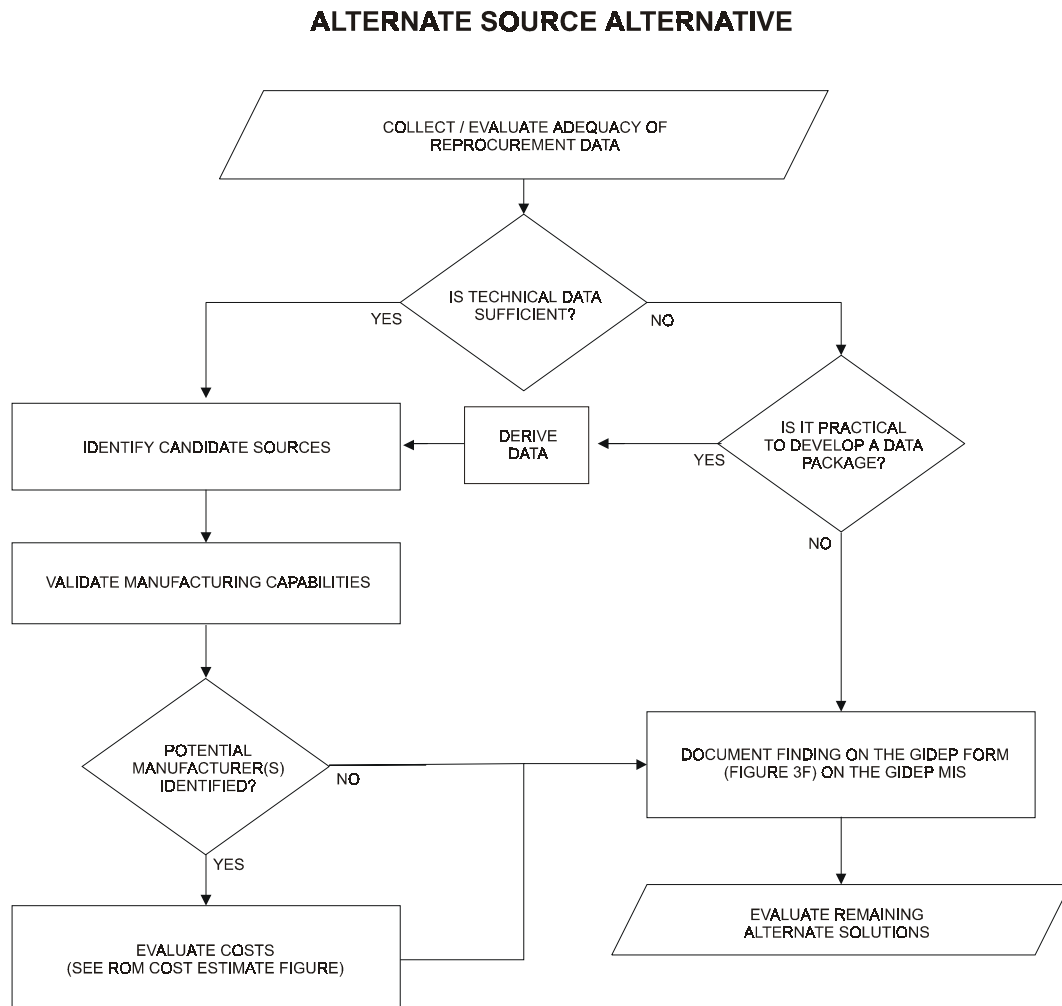 ALTERNATE SOURCE ALTERNATIVE
COLLECT / EVALUATE ADEQUACY OF
REPROCUREMENT DATA
IS TECHNICAL DATA
SUFFICIENT?
YES
NO
IDENTIFY CANDIDATE SOURCES
DERIVE
DATA
YES
IS IT PRACTICAL
TO DEVELOP A DATA
PACKAGE?
NO
VALIDATE MANUFACTURING CAPABILITIES
POTENTIAL
MANUFACTURER(S)
IDENTIFIED?
NO
YES
DOCUMENT FINDING ON THE GIDEP FORM
(FIGURE 3F) ON THE GIDEP MIS
EVALUATE COSTS
(SEE ROM COST ESTIMATE FIGURE)
EVALUATE REMAINING
ALTERNATE SOLUTIONS